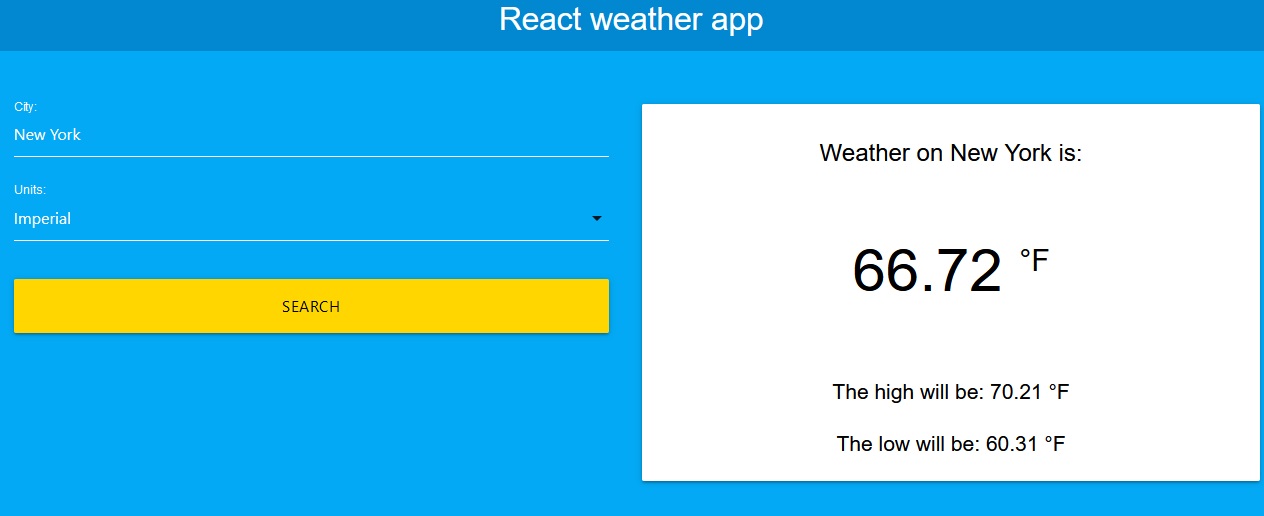 React weather app
City:
New York
Units:
Imperial
SEARCH
Weather on New York is:
66.72 °F
The high will be: 70.21 °F
The low will be: 60.31 °F